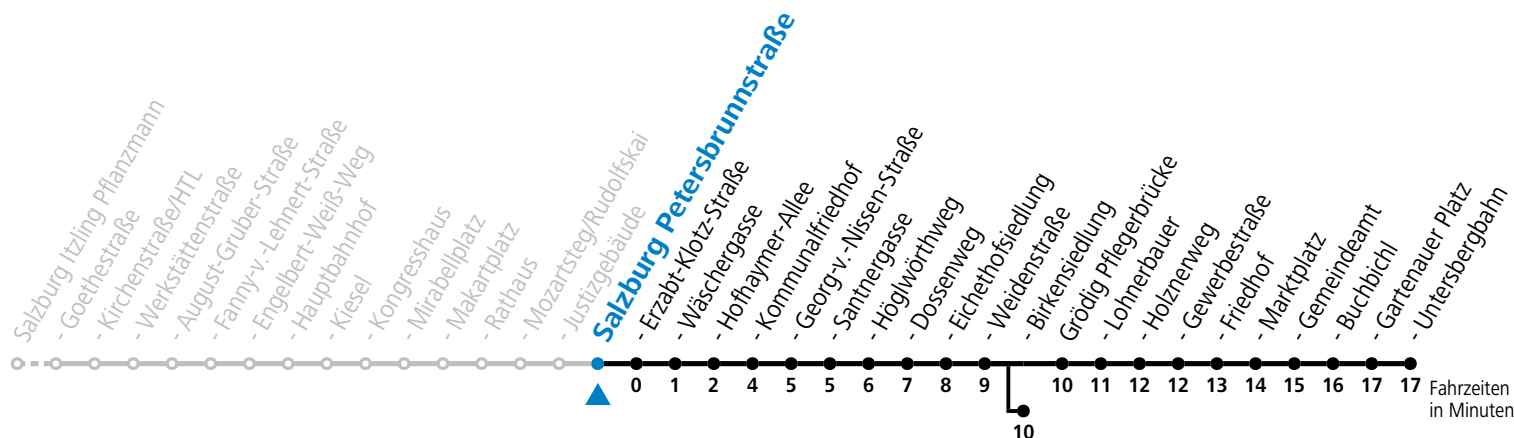 Salzburg Itzling Pflanzmann
- Goethestraße
- Kirchenstraße/HTL
- Werkstättenstraße
- August-Gruber-Straße
- Fanny-v.-Lehnert-Straße
- Engelbert-Weiß-Weg
- Hauptbahnhof
- Kiesel
- Kongresshaus
- Mirabellplatz
- Makartplatz
- Rathaus
- Mozartsteg/Rudolfskai
- Justizgebäude
Salzburg Petersbrunnstraße
- Erzabt-Klotz-Straße
- Wäschergasse
- Hofhaymer-Allee
- Kommunalfriedhof
- Georg-v.-Nissen-Straße
- Santnergasse
- Höglwörthweg
- Dossenweg
- Eichethofsiedlung
- Weidenstraße
- Birkensiedlung
Grödig Pflegerbrücke
- Lohnerbauer
- Holznerweg
- Gewerbestraße
- Friedhof
- Marktplatz
- Gemeindeamt
- Buchbichl
- Gartenauer Platz
- Untersbergbahn
0 1 2 4 5 5 6 7 8 9 10 11 12 12 13 14 15 16 17 17
10
Fahrzeiten
in Minuten